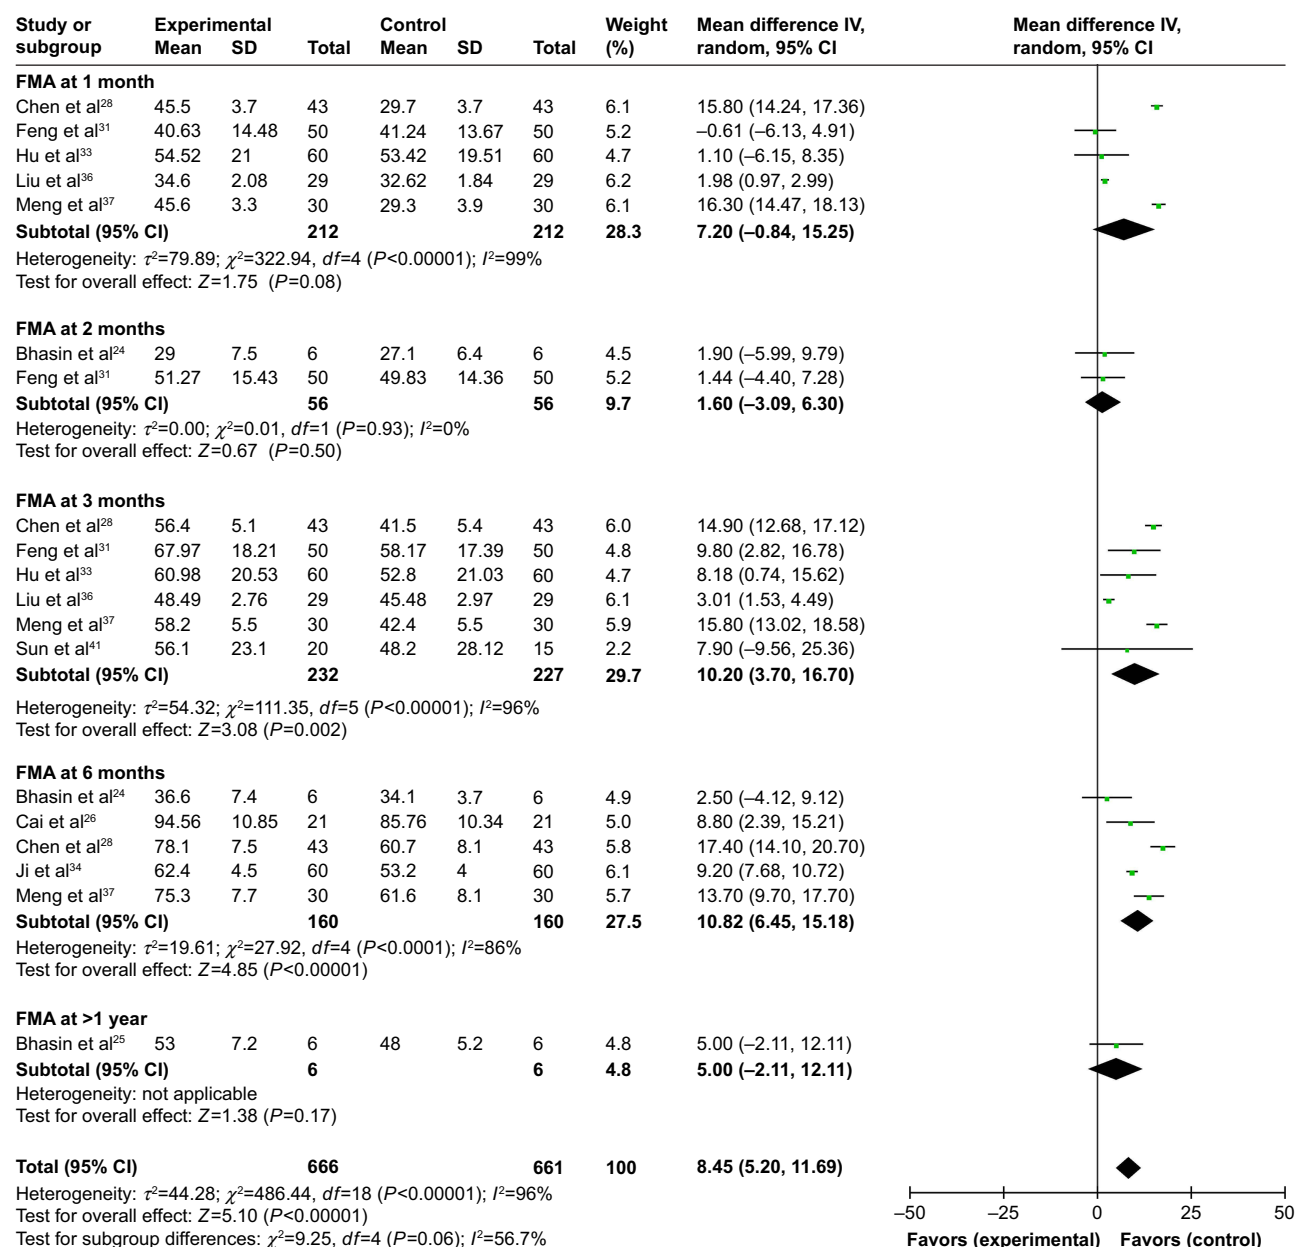 Study or Experimental Control Weight Mean difference IV, Mean difference IV,
subgroup Mean SD Total Mean SD Total (%) random, 95% CI random, 95% CI
FMA at 1 month
Chen et al²⁸ 45.5 3.7 43 29.7 3.7 43 6.1 15.80 (14.24, 17.36)
Feng et al³¹ 40.63 14.48 50 41.24 13.67 50 5.2 –0.61 (–6.13, 4.91)
Hu et al³³ 54.52 21 60 53.42 19.51 60 4.7 1.10 (–6.15, 8.35)
Liu et al³⁶ 34.6 2.08 29 32.62 1.84 29 6.2 1.98 (0.97, 2.99)
Meng et al³⁷ 45.6 3.3 30 29.3 3.9 30 6.1 16.30 (14.47, 18.13)
Subtotal (95% CI) 212 212 28.3 7.20 (–0.84, 15.25)
Heterogeneity: τ²=79.89; χ²=322.94, df=4 (P<0.00001); I²=99%
Test for overall effect: Z=1.75 (P=0.08)
FMA at 2 months
Bhasin et al²⁴ 29 7.5 6 27.1 6.4 6 4.5 1.90 (–5.99, 9.79)
Feng et al³¹ 51.27 15.43 50 49.83 14.36 50 5.2 1.44 (–4.40, 7.28)
Subtotal (95% CI) 56 56 9.7 1.60 (–3.09, 6.30)
Heterogeneity: τ²=0.00; χ²=0.01, df=1 (P=0.93); I²=0%
Test for overall effect: Z=0.67 (P=0.50)
FMA at 3 months
Chen et al²⁸ 56.4 5.1 43 41.5 5.4 43 6.0 14.90 (12.68, 17.12)
Feng et al³¹ 67.97 18.21 50 58.17 17.39 50 4.8 9.80 (2.82, 16.78)
Hu et al³³ 60.98 20.53 60 52.8 21.03 60 4.7 8.18 (0.74, 15.62)
Liu et al³⁶ 48.49 2.76 29 45.48 2.97 29 6.1 3.01 (1.53, 4.49)
Meng et al³⁷ 58.2 5.5 30 42.4 5.5 30 5.9 15.80 (13.02, 18.58)
Sun et al⁴¹ 56.1 23.1 20 48.2 28.12 15 2.2 7.90 (–9.56, 25.36)
Subtotal (95% CI) 232 227 29.7 10.20 (3.70, 16.70)
Heterogeneity: τ²=54.32; χ²=111.35, df=5 (P<0.00001); I²=96%
Test for overall effect: Z=3.08 (P=0.002)
FMA at 6 months
Bhasin et al²⁴ 36.6 7.4 6 34.1 3.7 6 4.9 2.50 (–4.12, 9.12)
Cai et al²⁶ 94.56 10.85 21 85.76 10.34 21 5.0 8.80 (2.39, 15.21)
Chen et al²⁸ 78.1 7.5 43 60.7 8.1 43 5.8 17.40 (14.10, 20.70)
Ji et al³⁴ 62.4 4.5 60 53.2 4 60 6.1 9.20 (7.68, 10.72)
Meng et al³⁷ 75.3 7.7 30 61.6 8.1 30 5.7 13.70 (9.70, 17.70)
Subtotal (95% CI) 160 160 27.5 10.82 (6.45, 15.18)
Heterogeneity: τ²=19.61; χ²=27.92, df=4 (P<0.0001); I²=86%
Test for overall effect: Z=4.85 (P<0.00001)
FMA at >1 year
Bhasin et al²⁵ 53 7.2 6 48 5.2 6 4.8 5.00 (–2.11, 12.11)
Subtotal (95% CI) 6 6 4.8 5.00 (–2.11, 12.11)
Heterogeneity: not applicable
Test for overall effect: Z=1.38 (P=0.17)
Total (95% CI) 666 661 100 8.45 (5.20, 11.69)
Heterogeneity: τ²=44.28; χ²=486.44, df=18 (P<0.00001); I²=96%
Test for overall effect: Z=5.10 (P<0.00001)
Test for subgroup differences: χ²=9.25, df=4 (P=0.06); I²=56.7%
–50 –25 0 25 50
Favors (experimental) Favors (control)